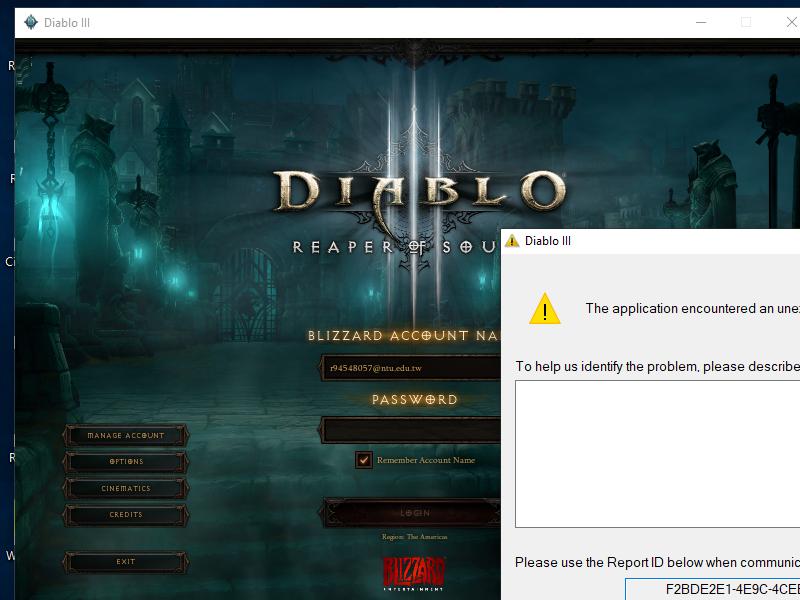 Diablo III
DIABLO
REAPER OF SOU
Diablo III
The application encountered an une
BLIZZARD ACCOUNT NA
r94548057@ntu.edu.tw
To help us identify the problem, please describe
PASSWORD
MANAGE ACCOUNT
OPTIONS
Remember Account Name
CINEMATICS
CREDITS
LOGIN
Region: The Americas
EXIT
BLIZZARD
ENTERTAINMENT
Please use the Report ID below when communic
F2BDE2E1-4E9C-4CE
R
R
Ci
R
W